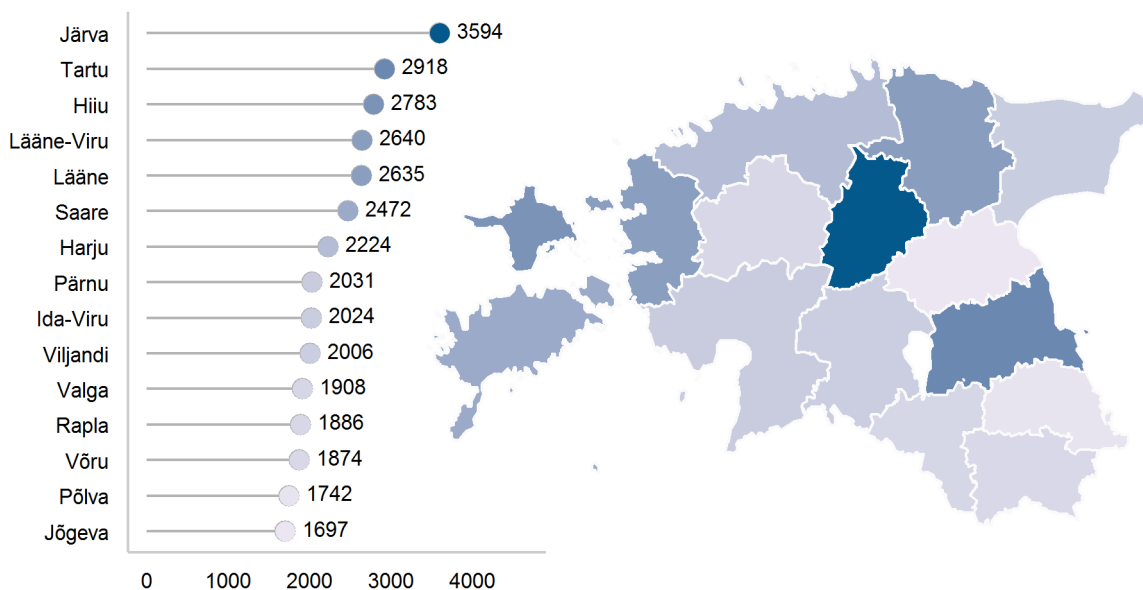 Järva 3594
Tartu 2918
Hiiu 2783
Lääne-Viru 2640
Lääne 2635
Saare 2472
Harju 2224
Pärnu 2031
Ida-Viru 2024
Viljandi 2006
Valga 1908
Rapla 1886
Võru 1874
Põlva 1742
Jõgeva 1697
0 1000 2000 3000 4000